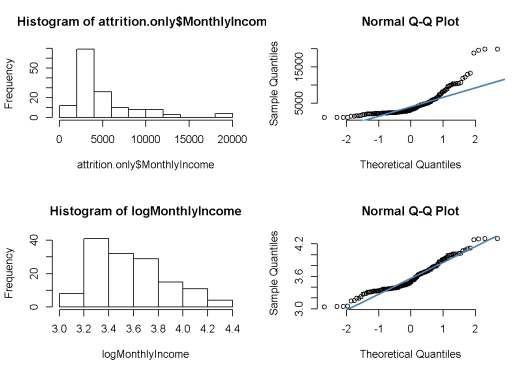 Histogram of attrition.only$MonthlyIncom
Frequency
0 20 50
0 5000 10000 15000 20000
attrition.only$MonthlyIncome
Normal Q-Q Plot
Sample Quantiles
5000 15000
-2 -1 0 1 2
Theoretical Quantiles
Histogram of logMonthlyIncome
Frequency
0 20 40
3.0 3.2 3.4 3.6 3.8 4.0 4.2 4.4
logMonthlyIncome
Normal Q-Q Plot
Sample Quantiles
3.0 3.6 4.2
-2 -1 0 1 2
Theoretical Quantiles